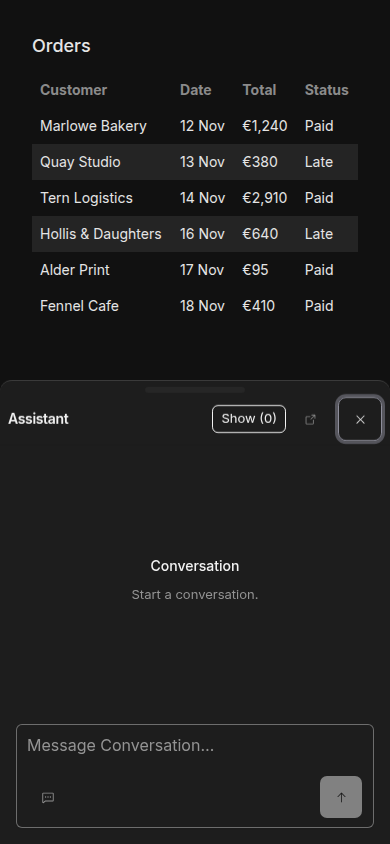 Orders
Customer Date Total Status
Marlowe Bakery 12 Nov €1,240 Paid
Quay Studio 13 Nov €380 Late
Tern Logistics 14 Nov €2,910 Paid
Hollis & Daughters 16 Nov €640 Late
Alder Print 17 Nov €95 Paid
Fennel Cafe 18 Nov €410 Paid
Assistant Show (0)
Conversation
Start a conversation.
Message Conversation...